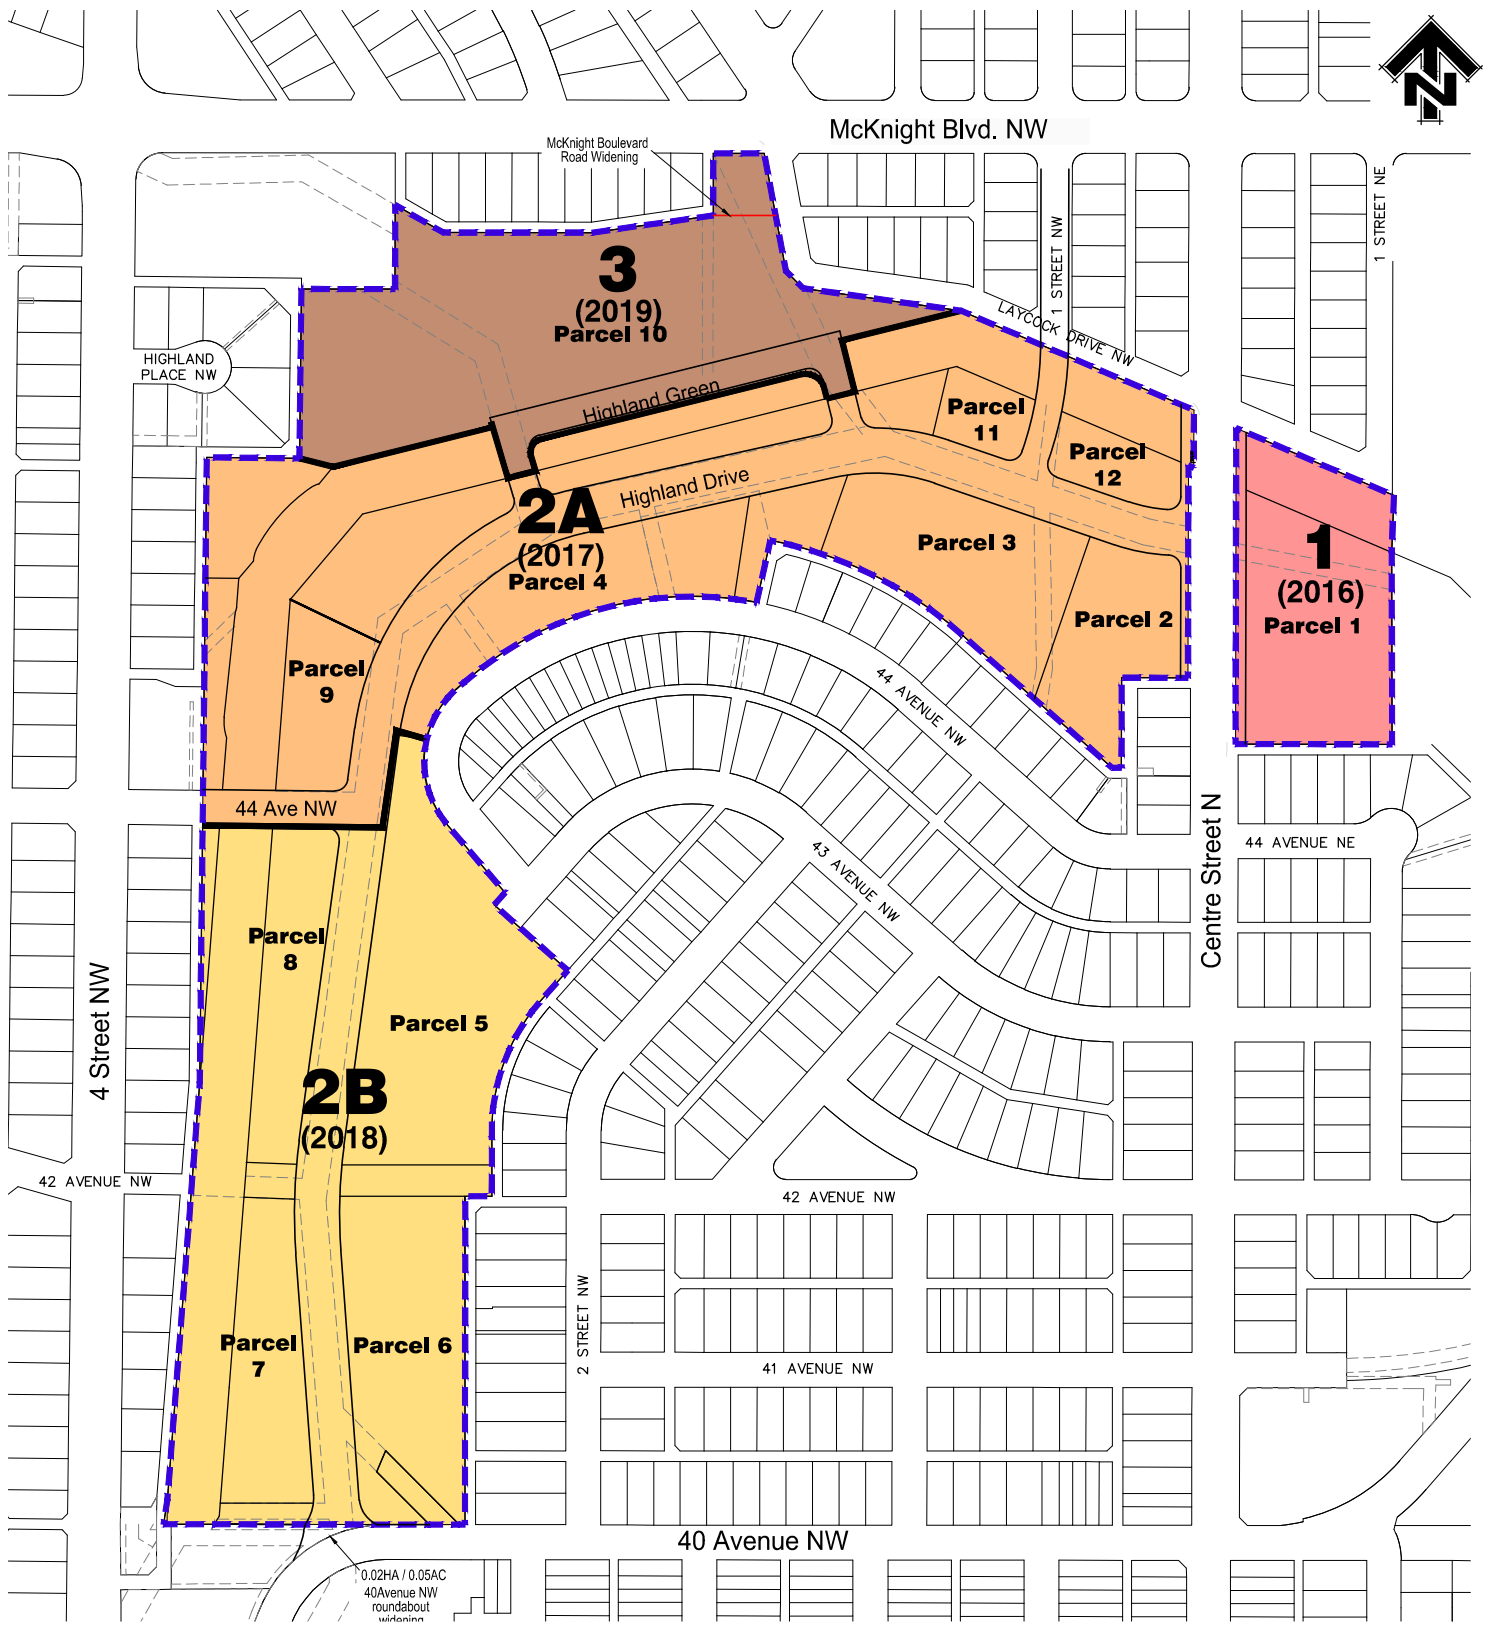 N
McKnight Blvd. NW
McKnight Boulevard
Road Widening
1 STREET NE
1 STREET NW
LAYCOCK DRIVE NW
3
(2019)
Parcel 10
HIGHLAND
PLACE NW
Highland Green
Parcel
11
Parcel
12
Highland Drive
2A
(2017)
Parcel 4
Parcel 3
Parcel 2
1
(2016)
Parcel 1
Parcel
9
44 AVENUE NW
44 Ave NW
43 AVENUE NW
44 AVENUE NE
Centre Street N
Parcel
8
Parcel 5
4 Street NW
2B
(2018)
42 AVENUE NW
42 AVENUE NW
2 STREET NW
Parcel
7
Parcel 6
41 AVENUE NW
40 Avenue NW
0.02HA / 0.05AC
40Avenue NW
roundabout
widening